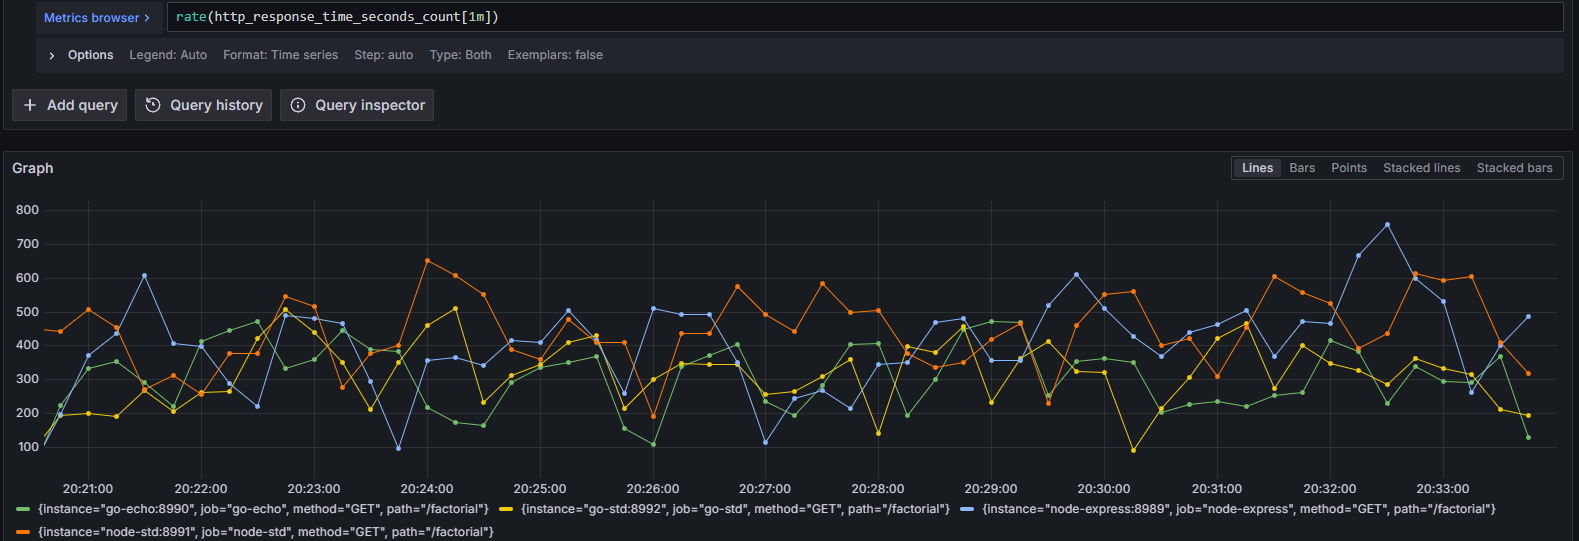 Metrics browser > rate(http_response_time_seconds_count[1m])
> Options Legend: Auto Format: Time series Step: auto Type: Both Exemplars: false
+ Add query Query history Query inspector
Graph Lines Bars Points Stacked lines Stacked bars
800
700
600
500
400
300
200
100
20:21:00 20:22:00 20:23:00 20:24:00 20:25:00 20:26:00 20:27:00 20:28:00 20:29:00 20:30:00 20:31:00 20:32:00 20:33:00
{instance="go-echo:8990", job="go-echo", method="GET", path="/factorial"} {instance="go-std:8992", job="go-std", method="GET", path="/factorial"} {instance="node-express:8989", job="node-express", method="GET", path="/factorial"}
{instance="node-std:8991", job="node-std", method="GET", path="/factorial"}